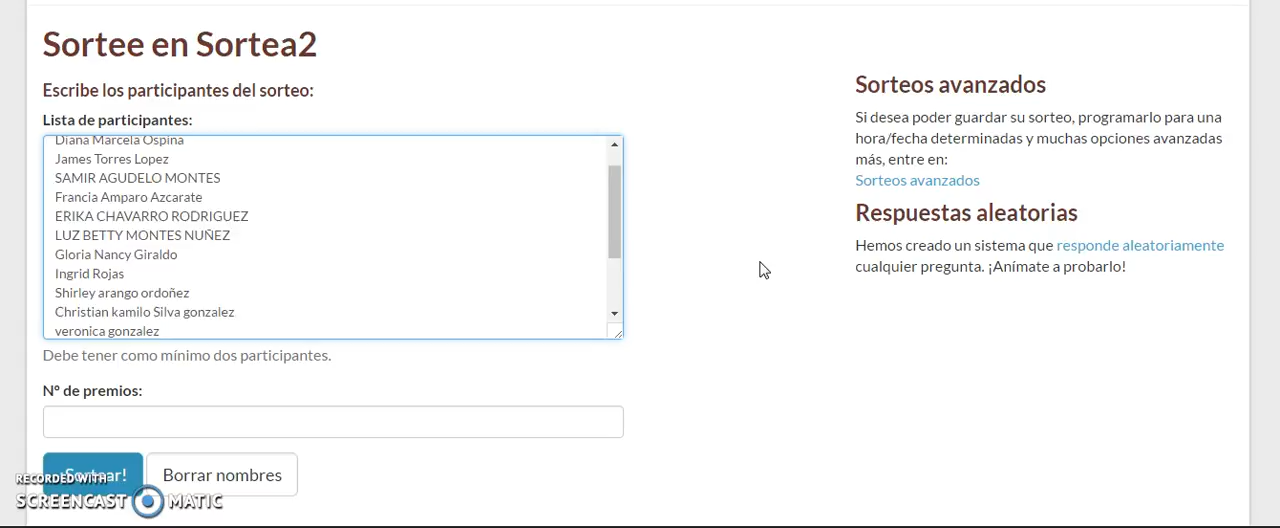 Sortee en Sortea2
Escribe los participantes del sorteo:
Lista de participantes:
Diana Marcela Ospina
James Torres Lopez
SAMIR AGUDELO MONTES
Francia Amparo Azcarate
ERIKA CHAVARRO RODRIGUEZ
LUZ BETTY MONTES NUÑEZ
Gloria Nancy Giraldo
Ingrid Rojas
Shirley arango ordoñez
Christian kamilo Silva gonzalez
veronica gonzalez
Debe tener como mínimo dos participantes.
Nº de premios:
¡Sortear!
Borrar nombres
RECORDED WITH
SCREENCAST MATIC
Sorteos avanzados
Si desea poder guardar su sorteo, programarlo para una
hora/fecha determinadas y muchas opciones avanzadas
más, entre en:
Sorteos avanzados
Respuestas aleatorias
Hemos creado un sistema que responde aleatoriamente
cualquier pregunta. ¡Anímate a probarlo!